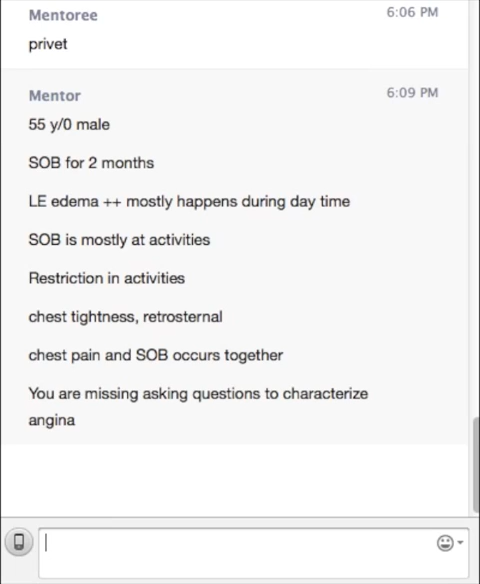 Mentoree 6:06 PM
privet
Mentor 6:09 PM
55 y/0 male
SOB for 2 months
LE edema ++ mostly happens during day time
SOB is mostly at activities
Restriction in activities
chest tightness, retrosternal
chest pain and SOB occurs together
You are missing asking questions to characterize
angina